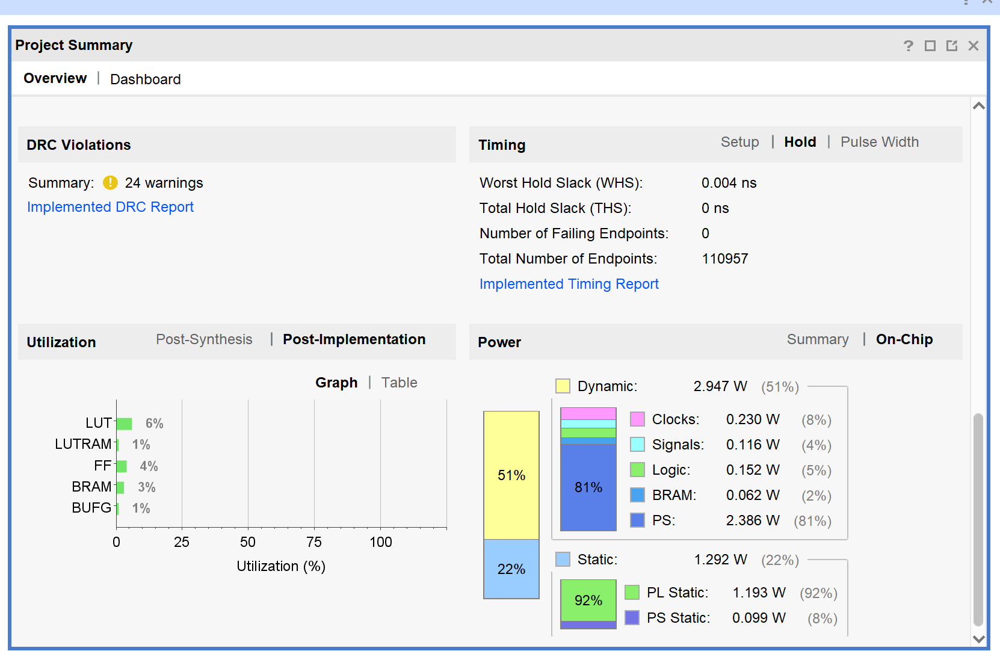 Project Summary
Overview | Dashboard
DRC Violations
Summary: 24 warnings
Implemented DRC Report
Timing Setup | Hold | Pulse Width
Worst Hold Slack (WHS): 0.004 ns
Total Hold Slack (THS): 0 ns
Number of Failing Endpoints: 0
Total Number of Endpoints: 110957
Implemented Timing Report
Utilization Post-Synthesis | Post-Implementation
Graph | Table
LUT 6%
LUTRAM 1%
FF 4%
BRAM 3%
BUFG 1%
0 25 50 75 100
Utilization (%)
Power Summary | On-Chip
51%
22%
Dynamic: 2.947 W (51%)
81%
Clocks: 0.230 W (8%)
Signals: 0.116 W (4%)
Logic: 0.152 W (5%)
BRAM: 0.062 W (2%)
PS: 2.386 W (81%)
Static: 1.292 W (22%)
92%
PL Static: 1.193 W (92%)
PS Static: 0.099 W (8%)